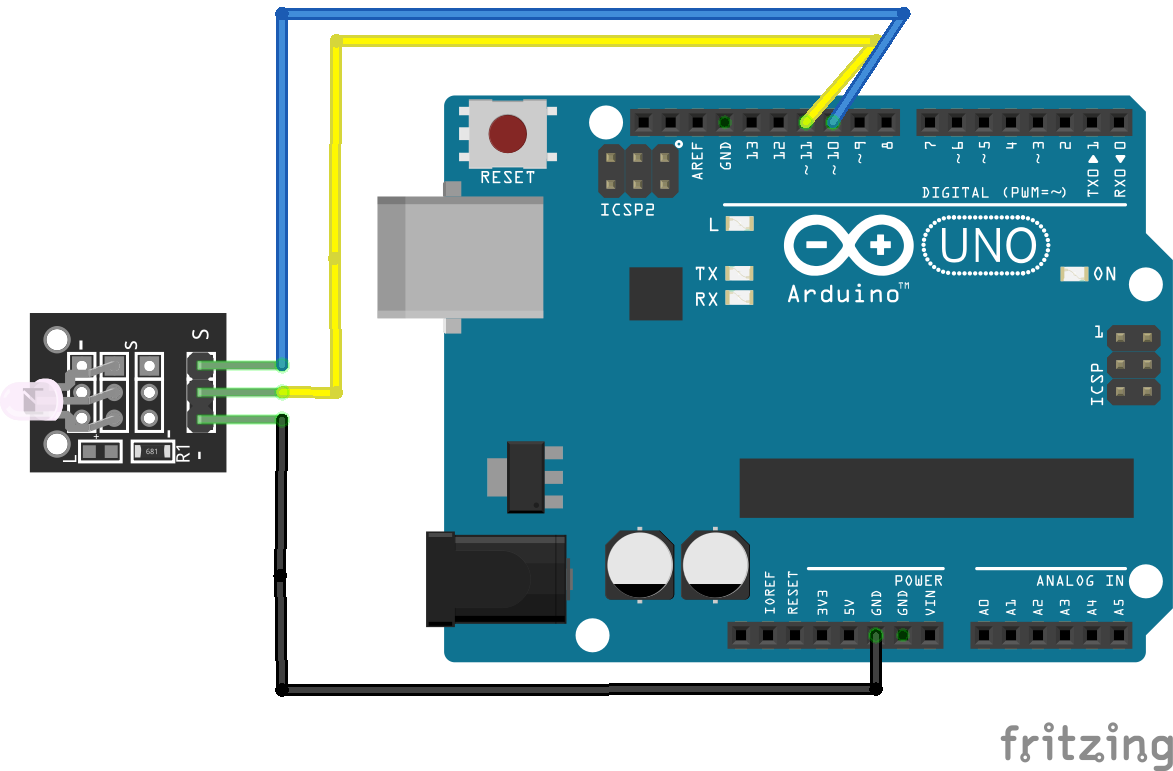 RESET
ICSP2
AREF
GND
13
12
~11
~10
~9
8
7
~6
~5
4
~3
2
TX0 1
RX0 0
DIGITAL (PWM=~)
L
TX
RX
UNO
Arduino™
ON
1
ICSP
S
S
-
-
-
+
L
681
R1
POWER
ANALOG IN
IOREF
RESET
3V3
5V
GND
GND
VIN
A0
A1
A2
A3
A4
A5
fritzing